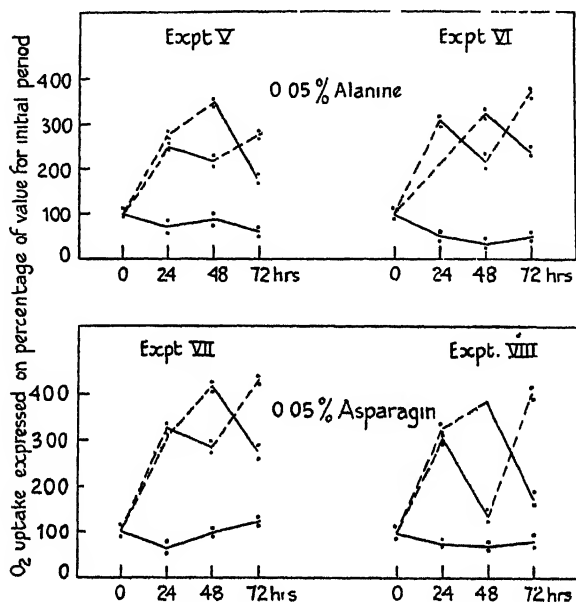 O₂ uptake expressed on percentage of value for initial period
Expt V
Expt VI
0 05 % Alanine
400
300
200
100
0
0 24 48 72 hrs
0 24 48 72 hrs
Expt VII
Expt. VIII
0 05 % Asparagin
400
300
200
100
0
0 24 48 72 hrs
0 24 48 72 hrs